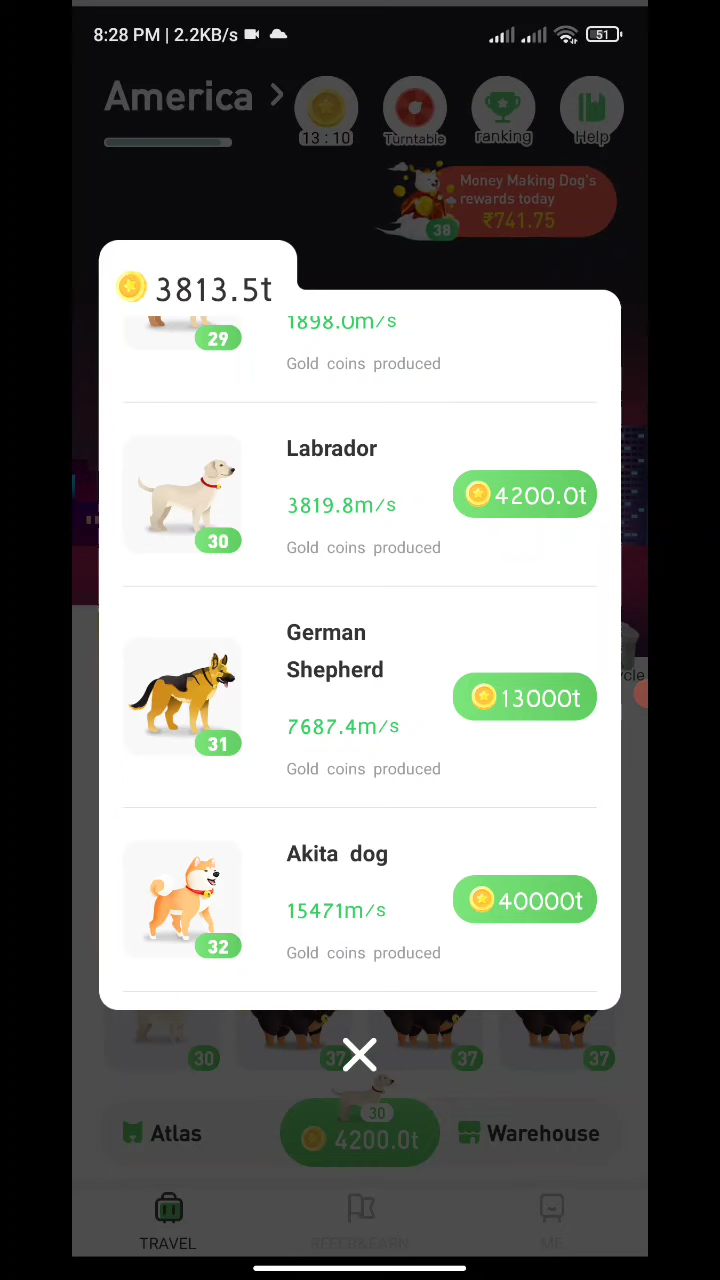 8:28 PM | 2.2KB/s 51
America >
13 : 10 Turntable ranking Help
Money Making Dog's
rewards today
₹741.75
38
3813.5t
1898.0m/s
29
Gold coins produced
Labrador
3819.8m/s
4200.0t
30
Gold coins produced
German
Shepherd
13000t
7687.4m/s
31
Gold coins produced
Akita dog
15471m/s
40000t
32
Gold coins produced
30 37 37 37
30
Atlas 4200.0t Warehouse
TRAVEL REFER&EARN ME